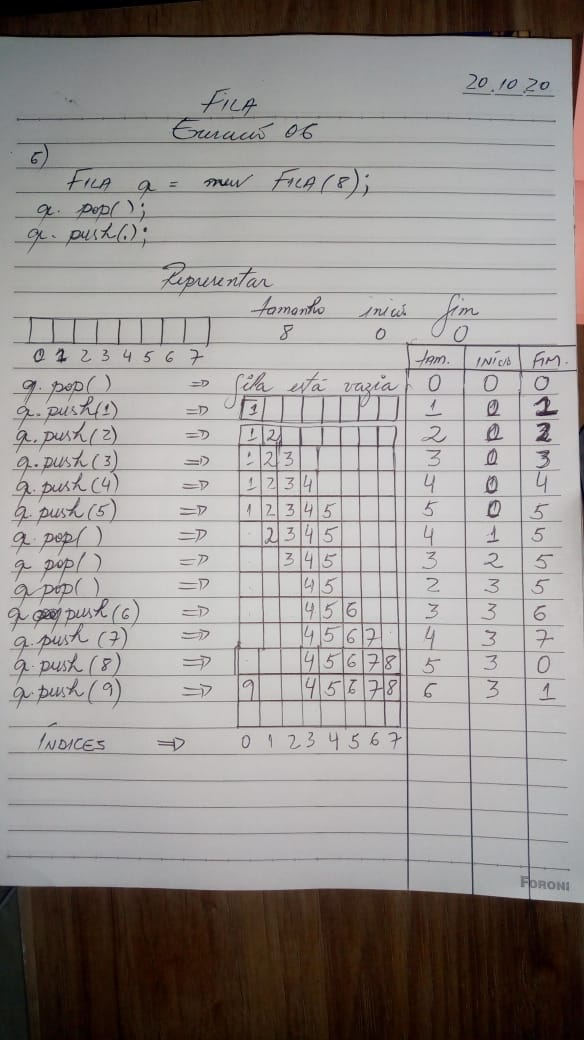 20.10.20
FILA
Exercício 06
6)
FILA q = new FILA(8);
q. pop();
q. push(.);
Representar
tamanho início fim
8 0 0
0 1 2 3 4 5 6 7
TAM. INÍCIO FIM.
q. pop() => fila está vazia 0 0 0
q. push(1) => 1 1 0 1
q. push(2) => 1 2 2 0 2
q. push(3) => 1 2 3 3 0 3
q. push(4) => 1 2 3 4 4 0 4
q. push(5) => 1 2 3 4 5 5 0 5
q. pop() => 2 3 4 5 4 1 5
q pop() => 3 4 5 3 2 5
q pop() => 4 5 2 3 5
q push(6) => 4 5 6 3 3 6
q. push(7) => 4 5 6 7 4 3 7
q. push(8) => 4 5 6 7 8 5 3 0
q. push(9) => 9 4 5 6 7 8 6 3 1
ÍNDICES => 0 1 2 3 4 5 6 7
FORONI